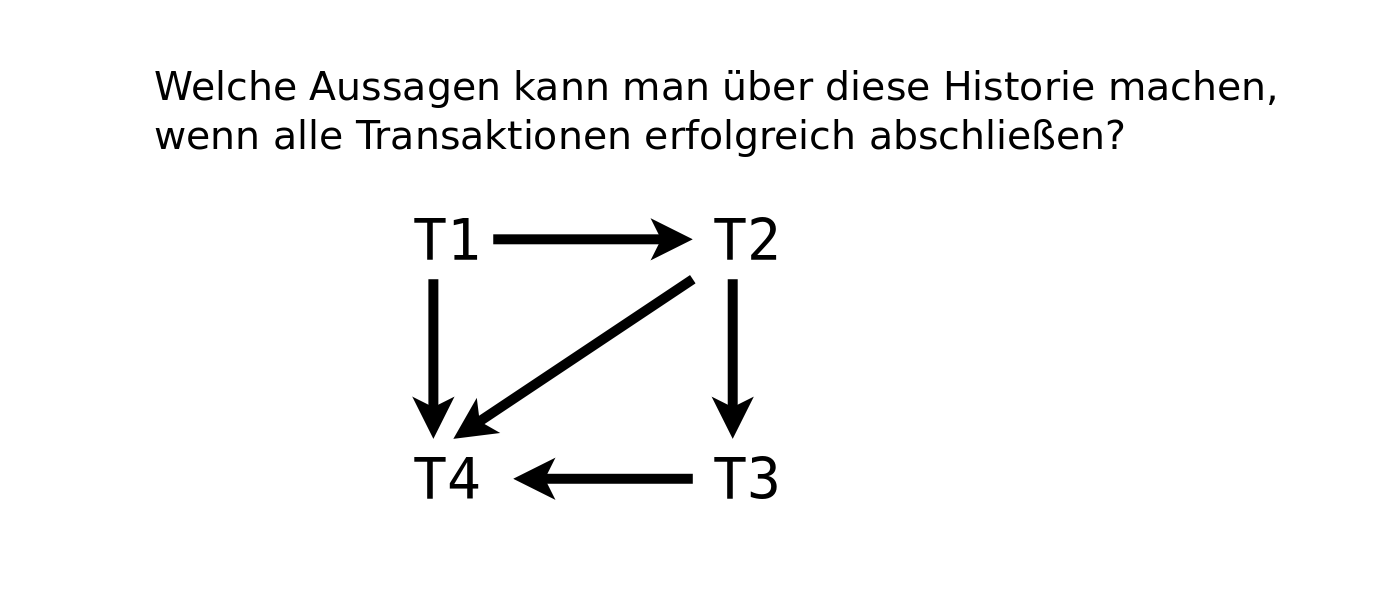 Welche Aussagen kann man über diese Historie machen,
wenn alle Transaktionen erfolgreich abschließen?
T1 T2
T4 T3